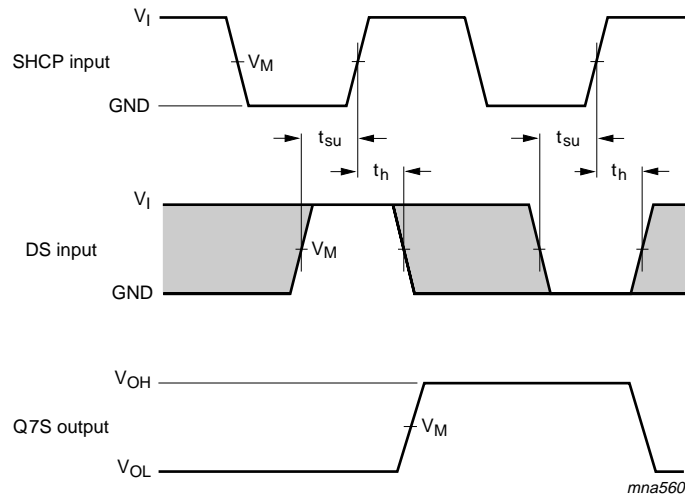 VI
SHCP input
VM
GND
tsu
tsu
th
th
VI
DS input
VM
GND
VOH
Q7S output
VM
VOL
mna560